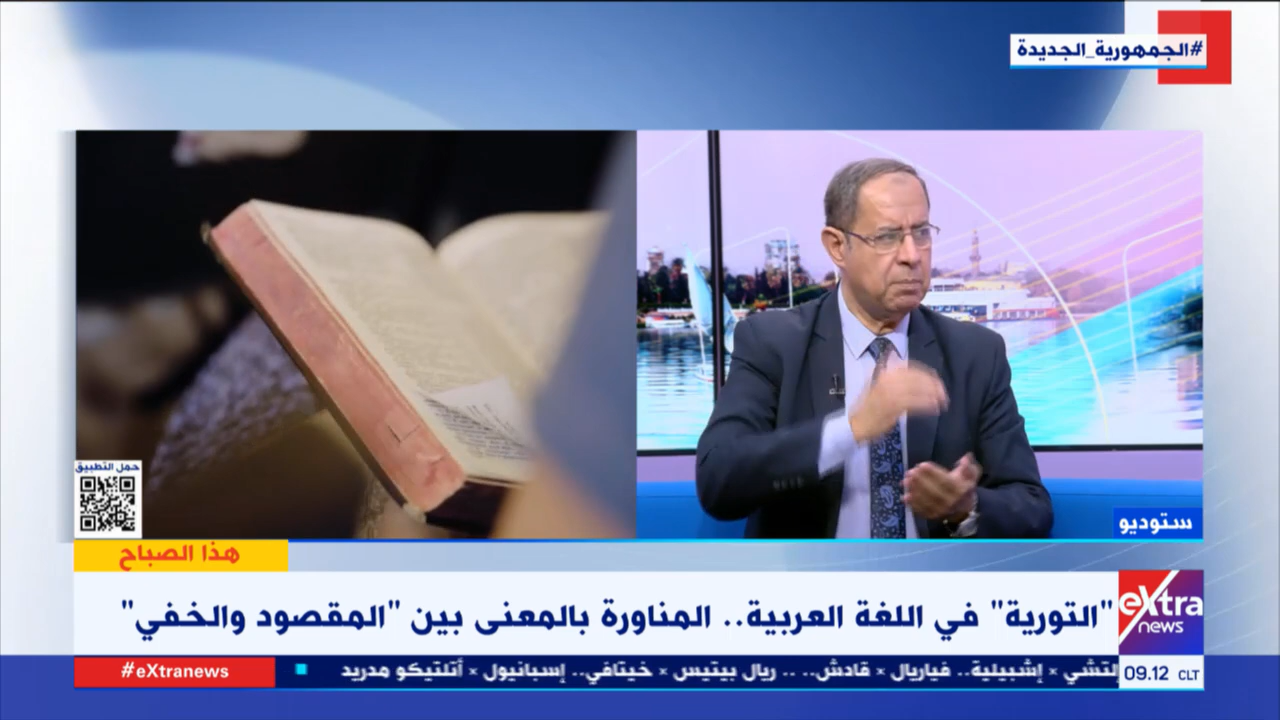 #الجمهورية_الجديدة
حمل التطبيق
ستوديو
هذا الصباح
"التورية" في اللغة العربية.. المناورة بالمعنى بين "المقصود والخفي"
eXtra news
#eXtranews
إلتشي × إشبيلية.. فياريال × قادش.. .. ريال بيتيس × خيتافي.. إسبانيول × أتلتيكو مدريد
09.12 CLT